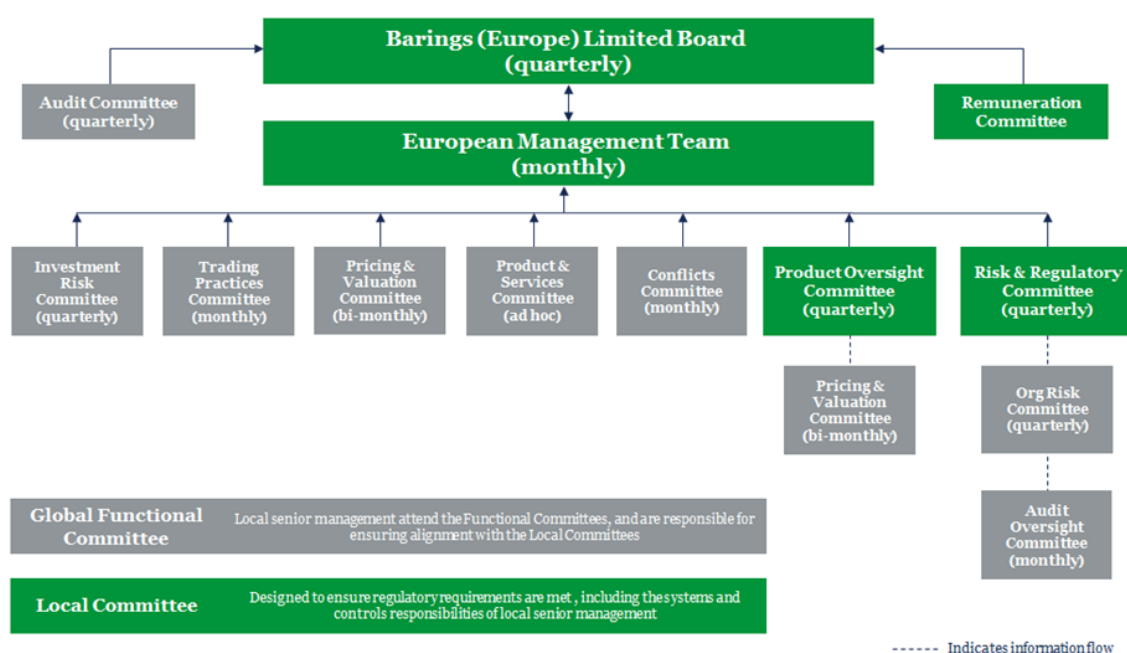 Barings (Europe) Limited Board
(quarterly)
Audit Committee
(quarterly)
Remuneration
Committee
European Management Team
(monthly)
Investment
Risk
Committee
(quarterly)
Trading
Practices
Committee
(monthly)
Pricing &
Valuation
Committee
(bi-monthly)
Product &
Services
Committee
(ad hoc)
Conflicts
Committee
(monthly)
Product Oversight
Committee
(quarterly)
Risk & Regulatory
Committee
(quarterly)
Pricing &
Valuation
Committee
(bi-monthly)
Org Risk
Committee
(quarterly)
Audit
Oversight
Committee
(monthly)
Global Functional
Committee
Local senior management attend the Functional Committees, and are responsible for
ensuring alignment with the Local Committees
Local Committee
Designed to ensure regulatory requirements are met , including the systems and
controls responsibilities of local senior management
Indicates information flow